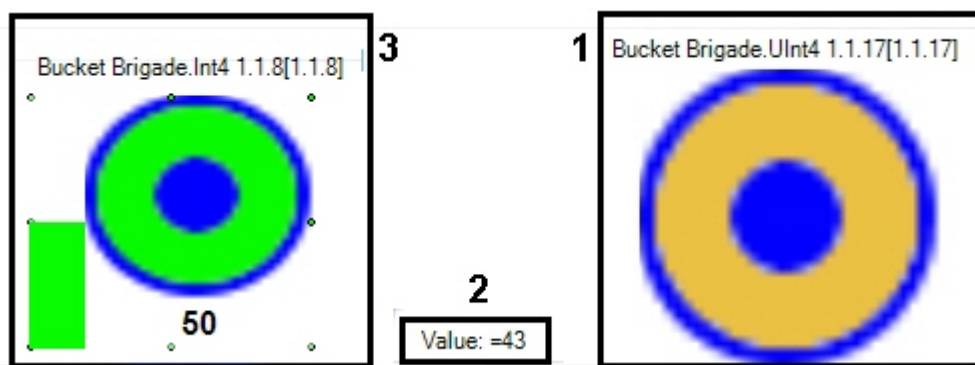 Bucket Brigade.Int4 1.1.8[1.1.8]
3
1
Bucket Brigade.UInt4 1.1.17[1.1.17]
50
2
Value: =43